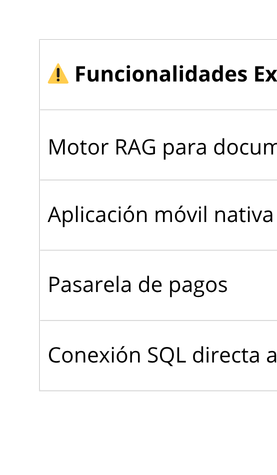 ⚠️ Funcionalidades Ex
Motor RAG para docum
Aplicación móvil nativa
Pasarela de pagos
Conexión SQL directa a